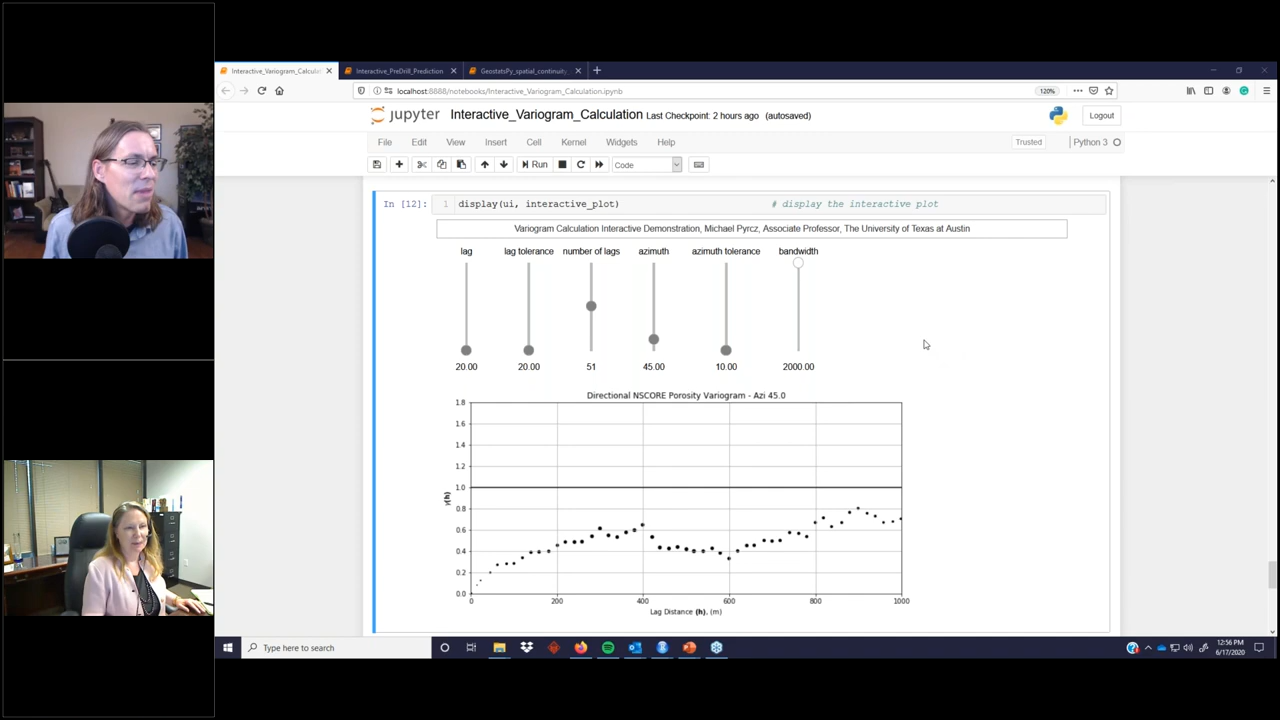 Interactive_Variogram_Calculat
Interactive_PreDrill_Prediction
GeostatsPy_spatial_continuity_
localhost:8888/notebooks/Interactive_Variogram_Calculation.ipynb
120%
jupyter Interactive_Variogram_Calculation Last Checkpoint: 2 hours ago (autosaved)
Logout
File Edit View Insert Cell Kernel Widgets Help
Trusted
Python 3
Run
Code
In [12]: 1 display(ui, interactive_plot) # display the interactive plot
Variogram Calculation Interactive Demonstration, Michael Pyrcz, Associate Professor, The University of Texas at Austin
lag lag tolerance number of lags azimuth azimuth tolerance bandwidth
20.00 20.00 51 45.00 10.00 2000.00
Directional NSCORE Porosity Variogram - Azi 45.0
1.8
1.6
1.4
1.2
1.0
0.8
γ(h)
0.6
0.4
0.2
0.0
0 200 400 600 800 1000
Lag Distance (h), (m)
Type here to search
12:56 PM
6/17/2020